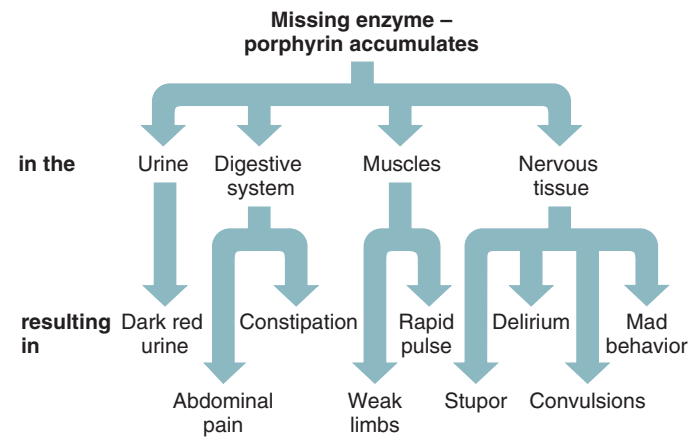 Missing enzyme –
porphyrin accumulates
in the
Urine
Digestive
system
Muscles
Nervous
tissue
resulting
in
Dark red
urine
Constipation
Rapid
pulse
Delirium
Mad
behavior
Abdominal
pain
Weak
limbs
Stupor
Convulsions